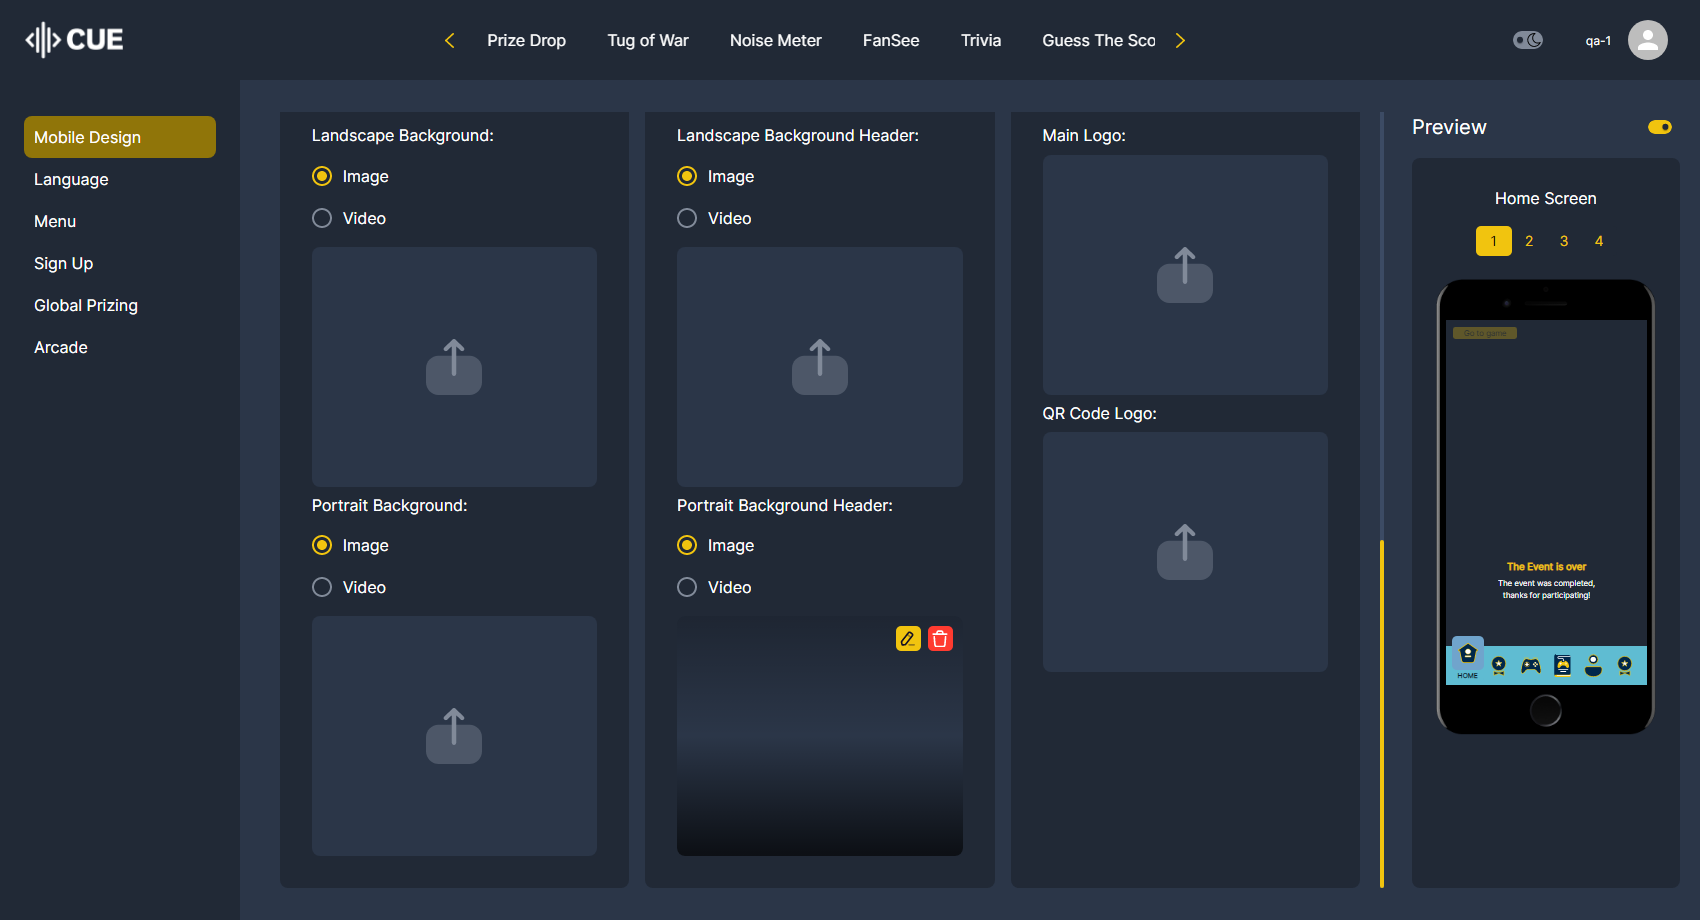 CUE
Prize Drop
Tug of War
Noise Meter
FanSee
Trivia
Guess The Sco
qa-1
Mobile Design
Language
Menu
Sign Up
Global Prizing
Arcade
Landscape Background:
Image
Video
Portrait Background:
Image
Video
Landscape Background Header:
Image
Video
Portrait Background Header:
Image
Video
Main Logo:
QR Code Logo:
Preview
Home Screen
1 2 3 4
Go to game
The Event is over
The event was completed,
thanks for participating!
HOME